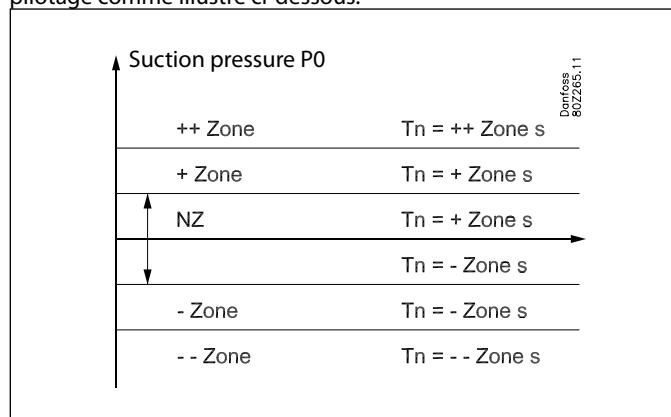 pilotage comme illustré ci-dessous.
Suction pressure P0
Danfoss
80Z265.11
++ Zone Tn = ++ Zone s
+ Zone Tn = + Zone s
NZ Tn = + Zone s
Tn = - Zone s
- Zone Tn = - Zone s
- - Zone Tn = - - Zone s